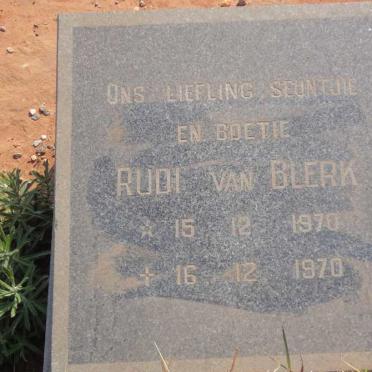 ONS LIEFLING SEUNTJIE
EN BOETIE
RUDI VAN BLERK
☆ 15 12 1970
+ 16 12 1970